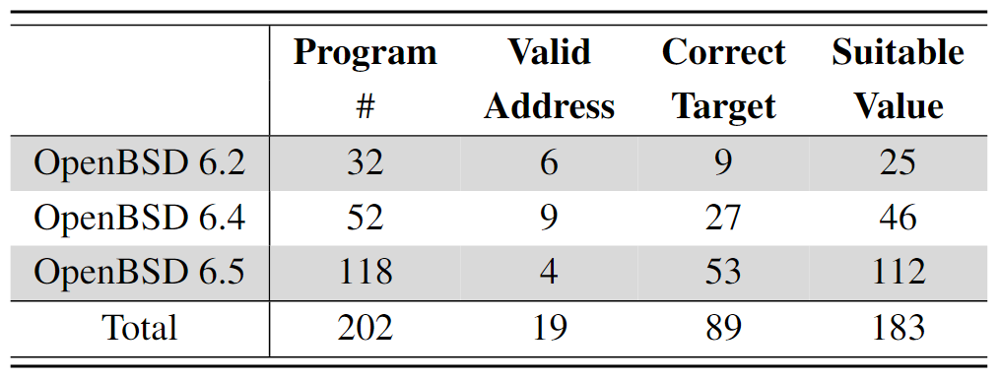 Program Valid Correct Suitable
# Address Target Value
OpenBSD 6.2 32 6 9 25
OpenBSD 6.4 52 9 27 46
OpenBSD 6.5 118 4 53 112
Total 202 19 89 183